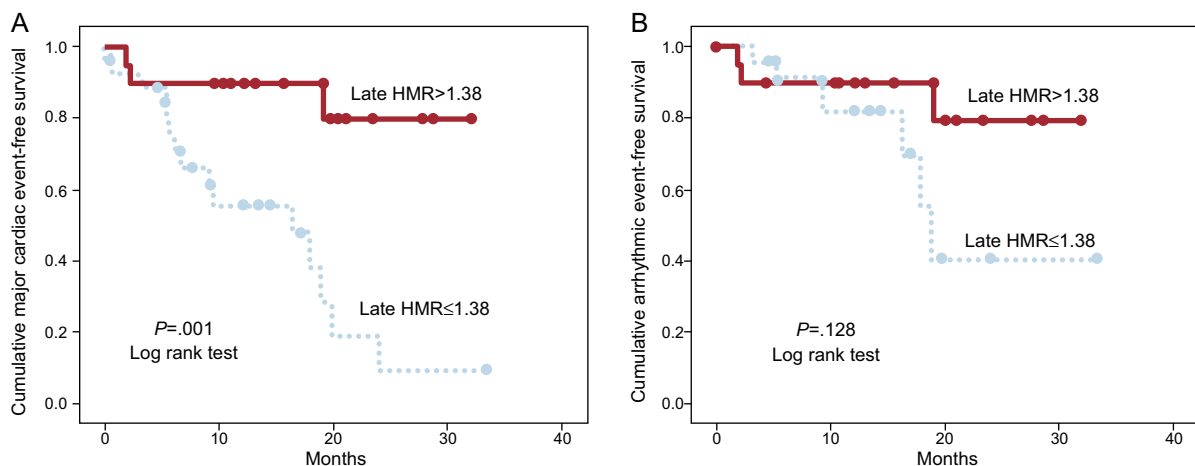 A
Cumulative major cardiac event-free survival
1.0
0.8
0.6
0.4
0.2
0.0
Late HMR>1.38
Late HMR≤1.38
P=.001
Log rank test
0 10 20 30 40
Months
B
Cumulative arrhythmic event-free survival
1.0
0.8
0.6
0.4
0.2
0.0
Late HMR>1.38
Late HMR≤1.38
P=.128
Log rank test
0 10 20 30 40
Months